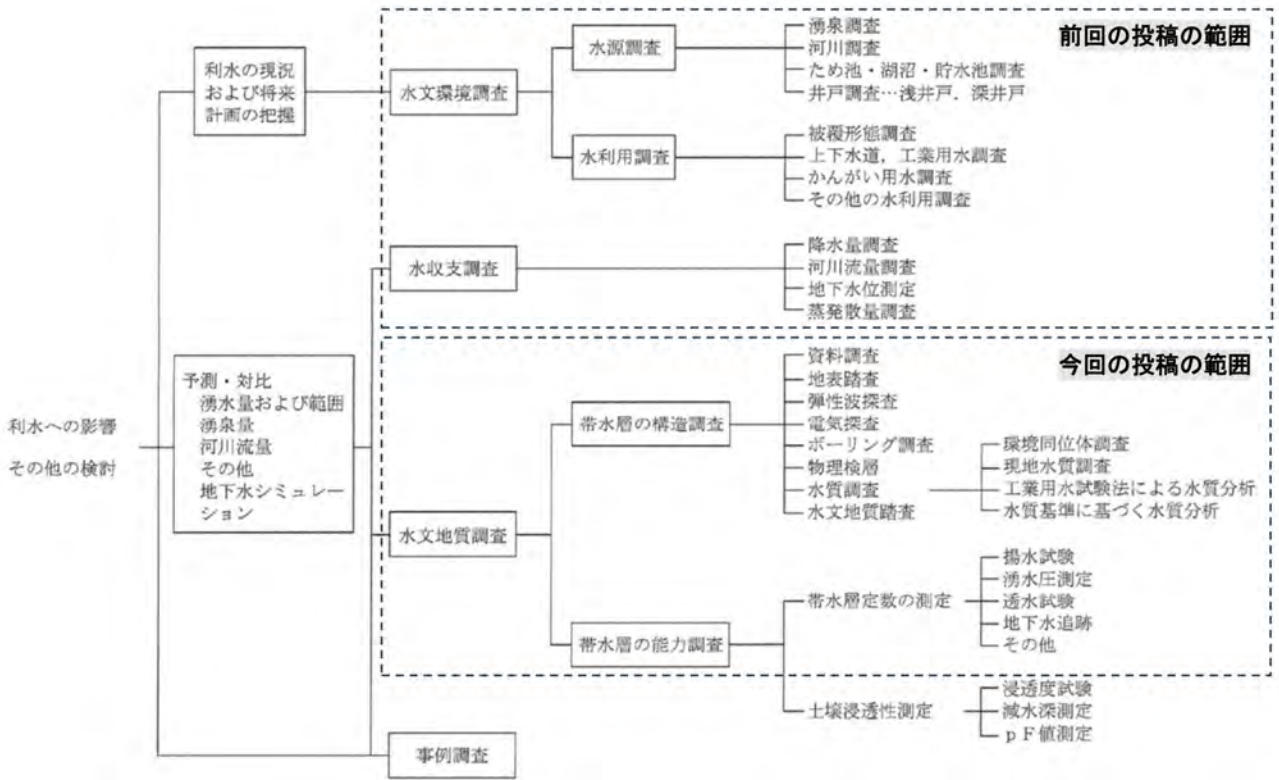 前回の投稿の範囲
利水の現況
および将来
計画の把握
水文環境調査
水源調査
湧泉調査
河川調査
ため池・湖沼・貯水池調査
井戸調査…浅井戸．深井戸
水利用調査
被覆形態調査
上下水道，工業用水調査
かんがい用水調査
その他の水利用調査
水収支調査
降水量調査
河川流量調査
地下水位測定
蒸発散量調査
今回の投稿の範囲
利水への影響
その他の検討
予測・対比
湧水量および範囲
湧泉量
河川流量
その他
地下水シミュレー
ション
水文地質調査
帯水層の構造調査
資料調査
地表踏査
弾性波探査
電気探査
ボーリング調査
物理検層
水質調査
水文地質踏査
環境同位体調査
現地水質調査
工業用水試験法による水質分析
水質基準に基づく水質分析
帯水層の能力調査
帯水層定数の測定
揚水試験
湧水圧測定
透水試験
地下水追跡
その他
土壌浸透性測定
浸透度試験
減水深測定
ｐＦ値測定
事例調査